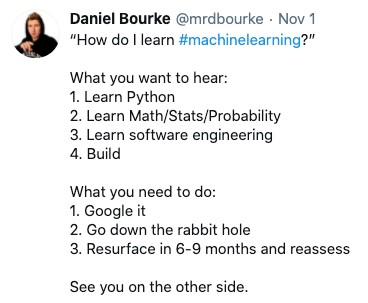 Daniel Bourke @mrdbourke · Nov 1
“How do I learn #machinelearning?”
What you want to hear:
1. Learn Python
2. Learn Math/Stats/Probability
3. Learn software engineering
4. Build
What you need to do:
1. Google it
2. Go down the rabbit hole
3. Resurface in 6-9 months and reassess
See you on the other side.